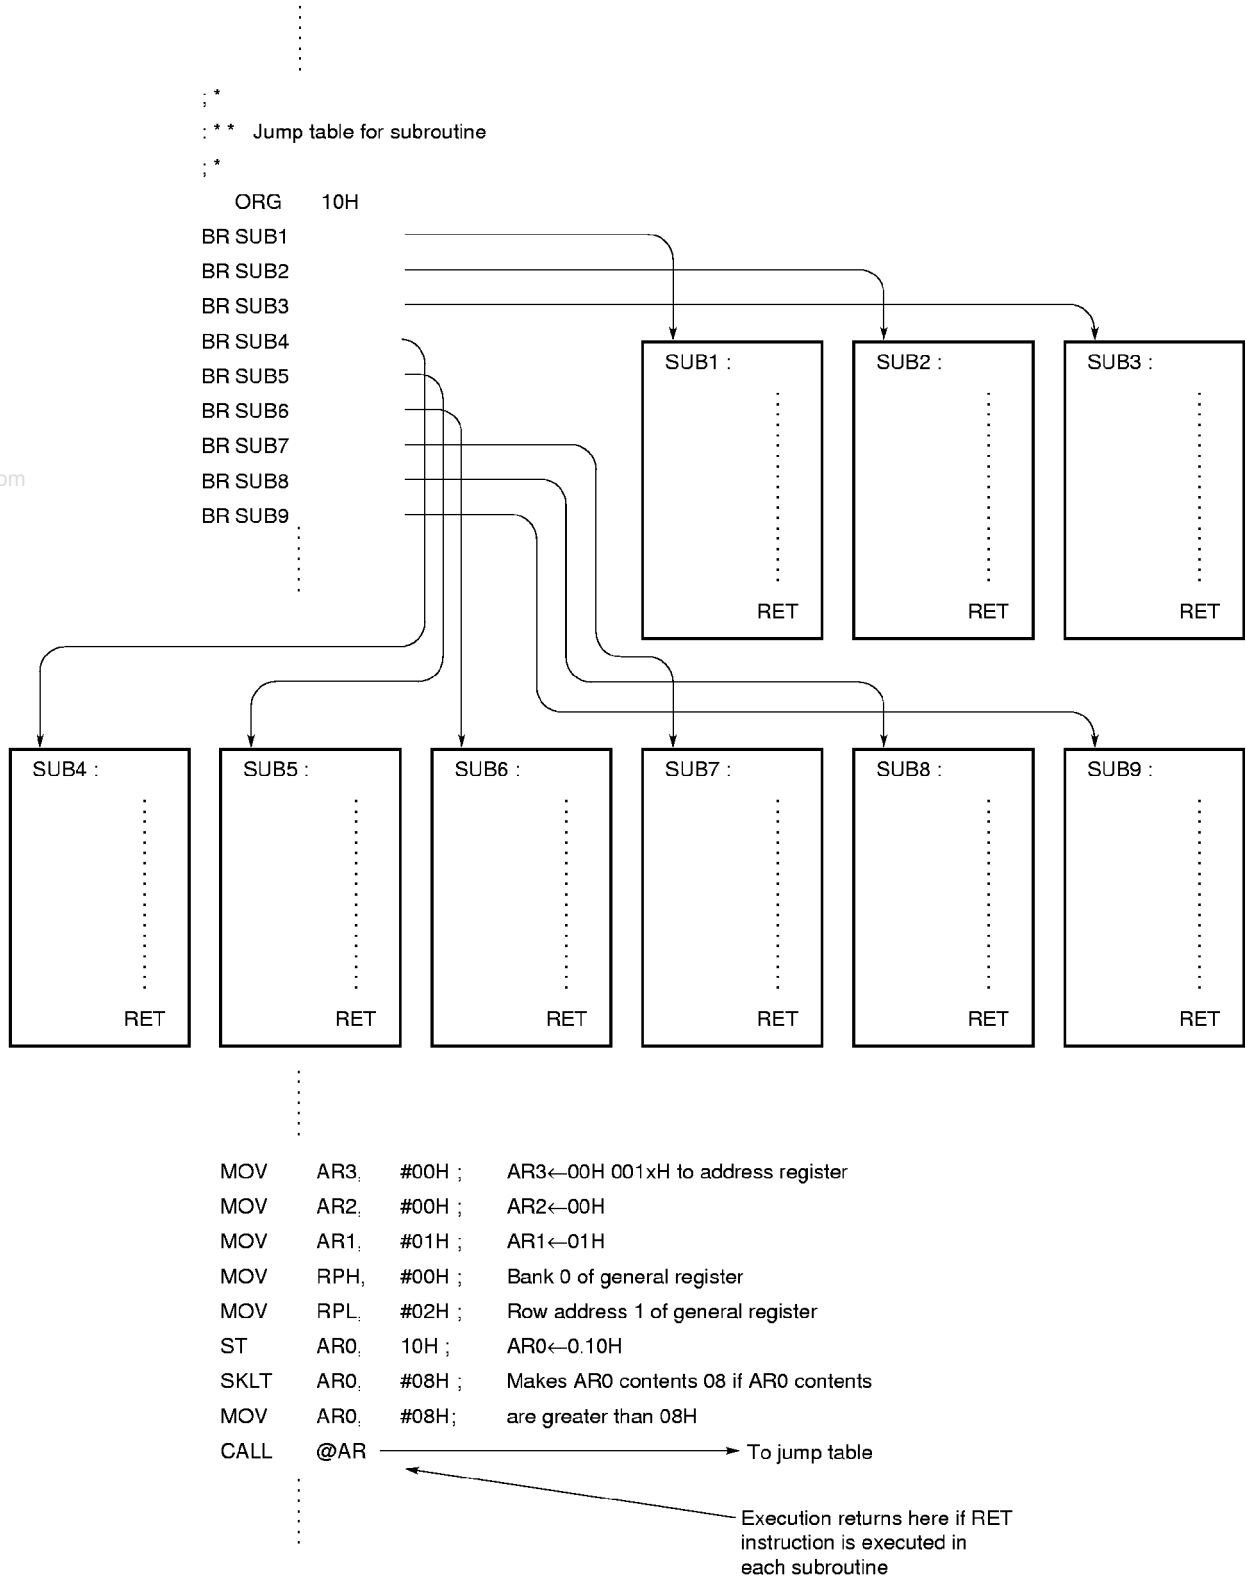 ; *
: * * Jump table for subroutine
; *
ORG 10H
BR SUB1
BR SUB2
BR SUB3
BR SUB4
BR SUB5
BR SUB6
BR SUB7
BR SUB8
BR SUB9
SUB1 :
RET
SUB2 :
RET
SUB3 :
RET
om
SUB4 :
RET
SUB5 :
RET
SUB6 :
RET
SUB7 :
RET
SUB8 :
RET
SUB9 :
RET
MOV AR3, #00H ; AR3←00H 001xH to address register
MOV AR2, #00H ; AR2←00H
MOV AR1, #01H ; AR1←01H
MOV RPH, #00H ; Bank 0 of general register
MOV RPL, #02H ; Row address 1 of general register
ST AR0, 10H ; AR0←0.10H
SKLT AR0, #08H ; Makes AR0 contents 08 if AR0 contents
MOV AR0, #08H; are greater than 08H
CALL @AR To jump table
Execution returns here if RET
instruction is executed in
each subroutine